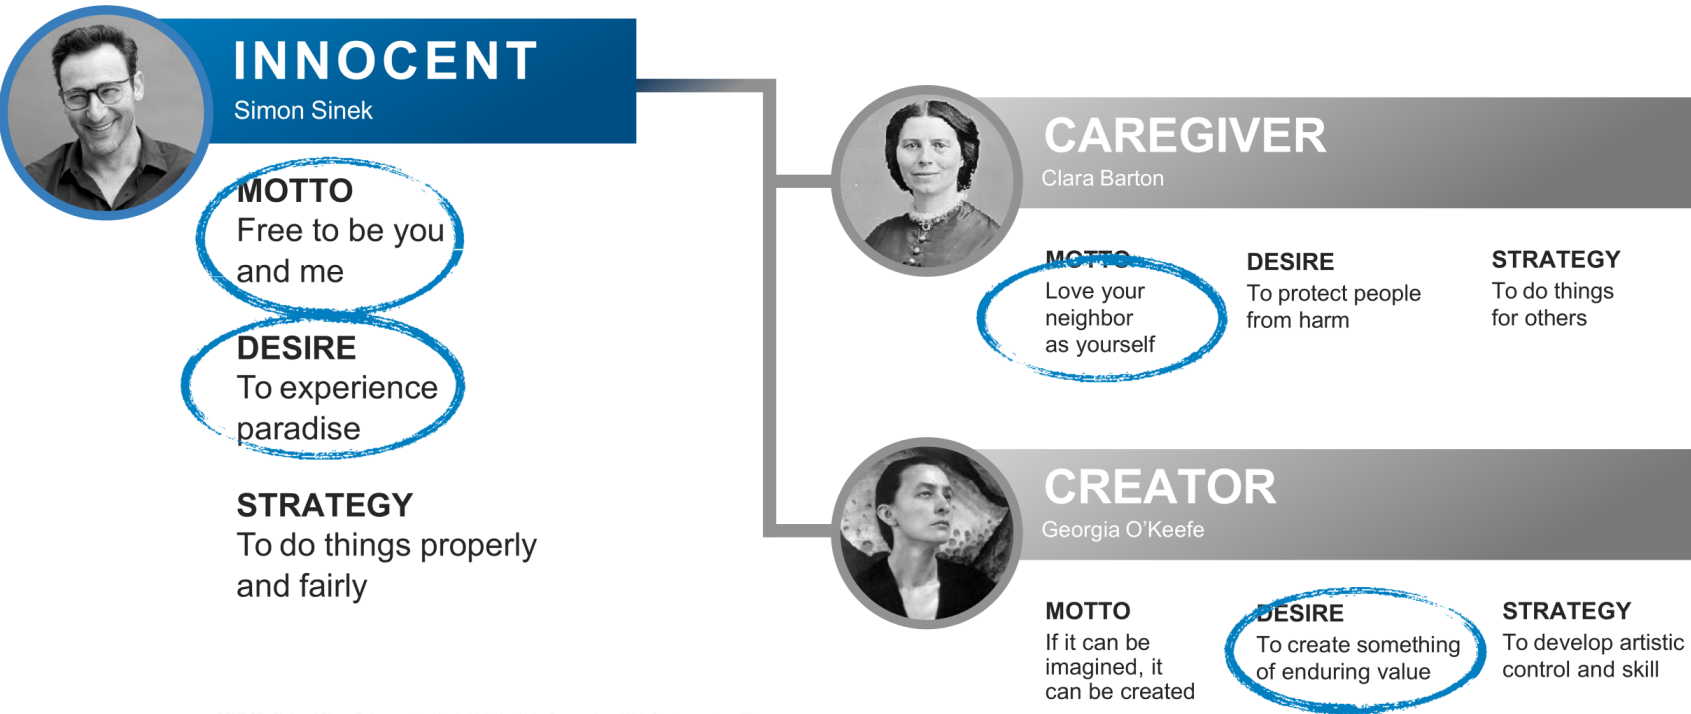 INNOCENT
Simon Sinek
MOTTO
Free to be you
and me
DESIRE
To experience
paradise
STRATEGY
To do things properly
and fairly
CAREGIVER
Clara Barton
MOTTO
Love your
neighbor
as yourself
DESIRE
To protect people
from harm
STRATEGY
To do things
for others
CREATOR
Georgia O'Keefe
MOTTO
If it can be
imagined, it
can be created
DESIRE
To create something
of enduring value
STRATEGY
To develop artistic
control and skill